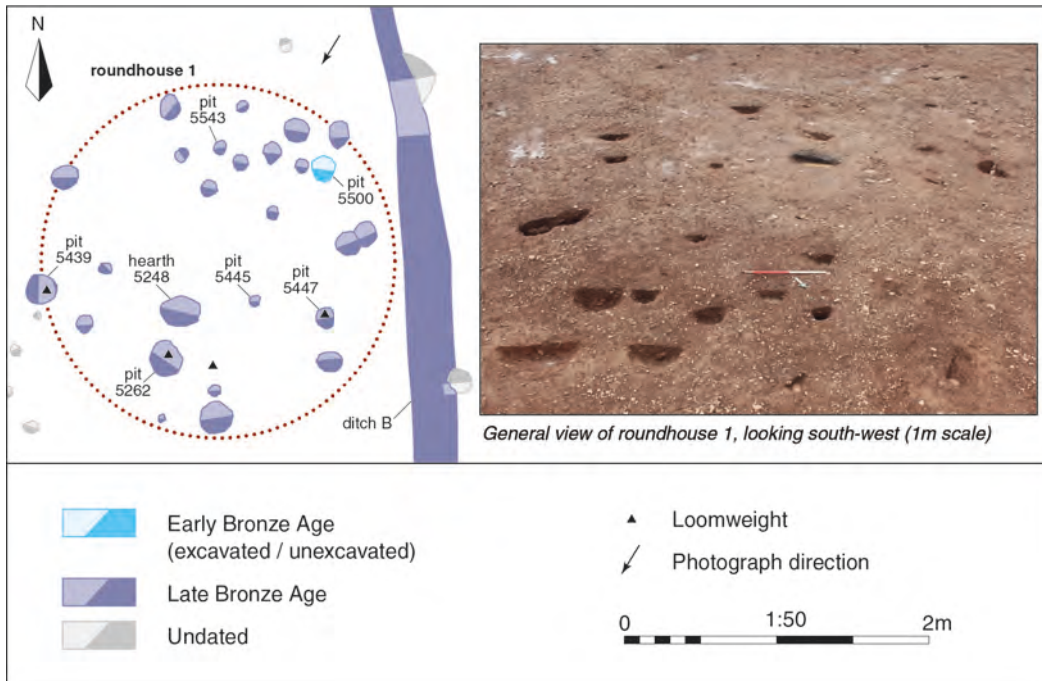 N
roundhouse 1
pit
5543
pit
5500
pit
5439
hearth
5248
pit
5445
pit
5447
pit
5262
ditch B
General view of roundhouse 1, looking south-west (1m scale)
Early Bronze Age
(excavated / unexcavated)
Late Bronze Age
Undated
Loomweight
Photograph direction
0 1:50 2m